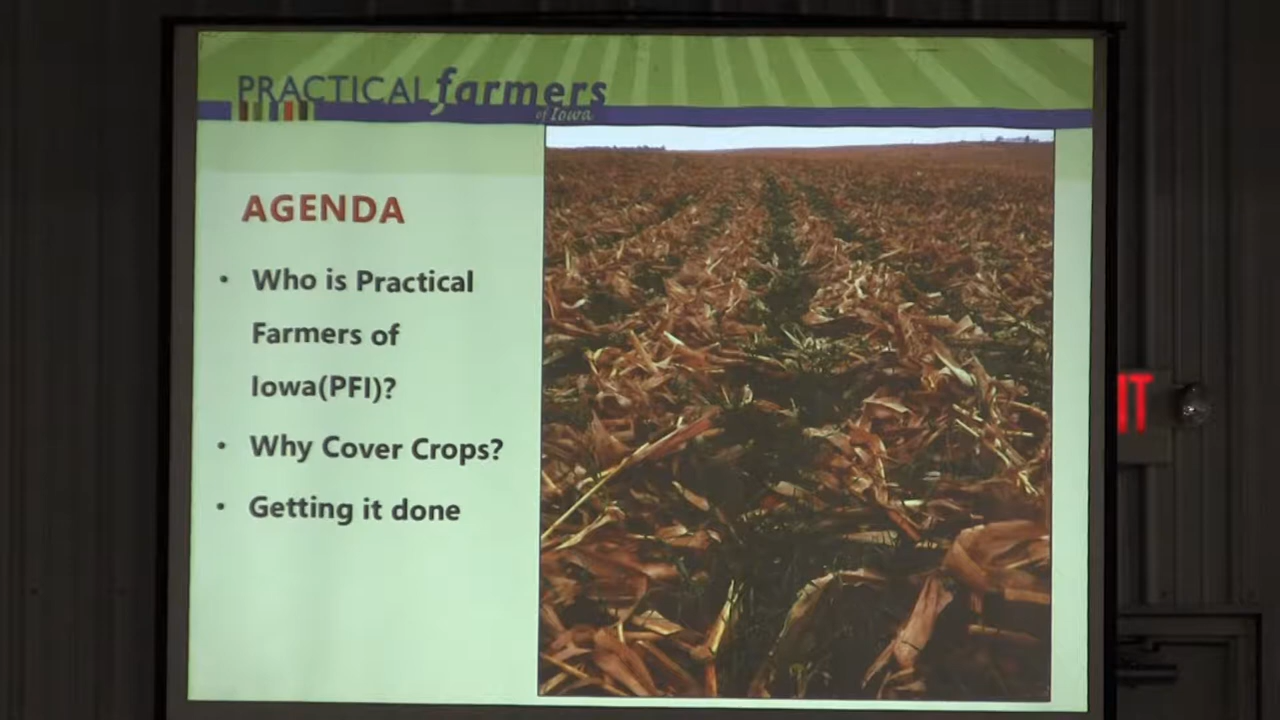 PRACTICAL farmers
of Iowa
AGENDA
• Who is Practical
Farmers of
Iowa(PFI)?
• Why Cover Crops?
• Getting it done
IT